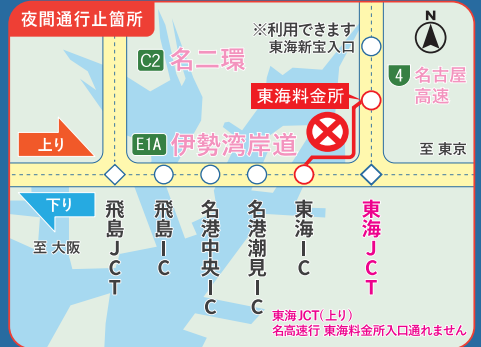 夜間通行止箇所
※利用できます
東海新宝入口
N
C2 名二環
4 名古屋
高速
東海料金所
E1A 伊勢湾岸道
上り
至 東京
下り
至 大阪
飛島JCT
飛島IC
名港中央IC
名港潮見IC
東海IC
東海JCT
東海JCT(上り)
名高速行 東海料金所入口通れません